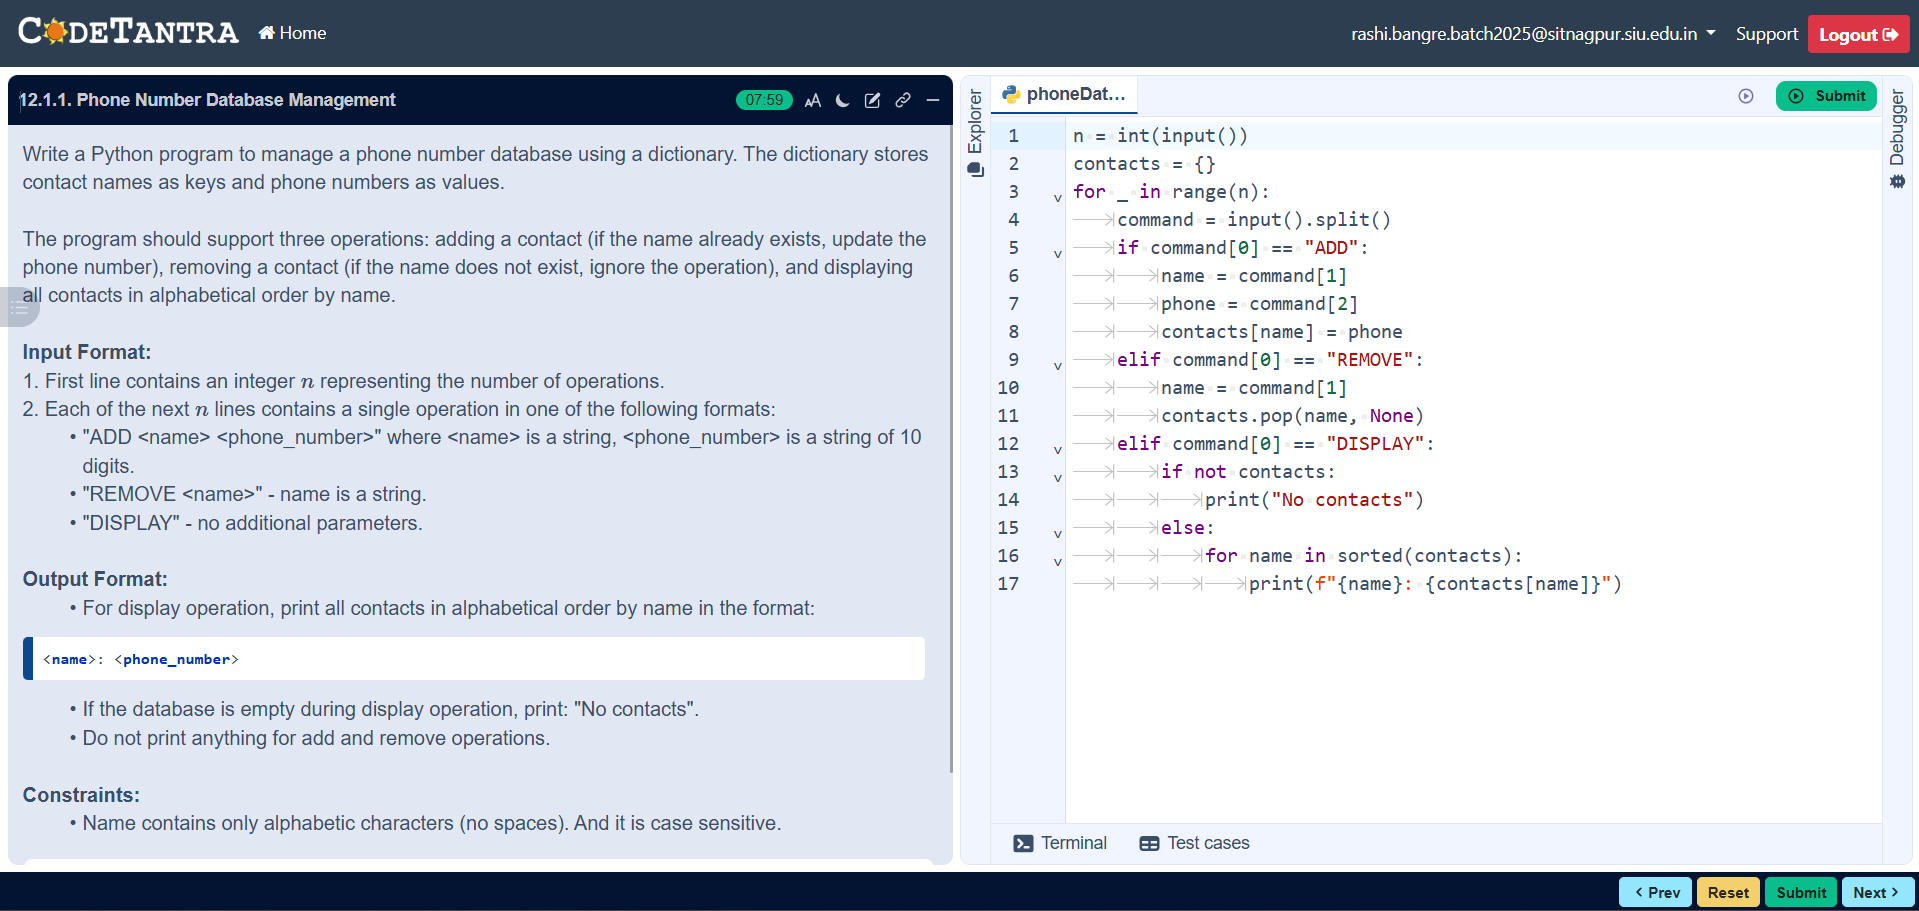 CODETANTRA Home
rashi.bangre.batch2025@sitnagpur.siu.edu.in Support Logout
12.1.1. Phone Number Database Management
07:59
Write a Python program to manage a phone number database using a dictionary. The dictionary stores
contact names as keys and phone numbers as values.
The program should support three operations: adding a contact (if the name already exists, update the
phone number), removing a contact (if the name does not exist, ignore the operation), and displaying
all contacts in alphabetical order by name.
Input Format:
1. First line contains an integer n representing the number of operations.
2. Each of the next n lines contains a single operation in one of the following formats:
• "ADD <name> <phone_number>" where <name> is a string, <phone_number> is a string of 10
digits.
• "REMOVE <name>" - name is a string.
• "DISPLAY" - no additional parameters.
Output Format:
• For display operation, print all contacts in alphabetical order by name in the format:
<name>: <phone_number>
• If the database is empty during display operation, print: "No contacts".
• Do not print anything for add and remove operations.
Constraints:
• Name contains only alphabetic characters (no spaces). And it is case sensitive.
Explorer
phoneDat...
Submit
Debugger
1 n = int(input())
2 contacts = {}
3 for _ in range(n):
4 command = input().split()
5 if command[0] == "ADD":
6 name = command[1]
7 phone = command[2]
8 contacts[name] = phone
9 elif command[0] == "REMOVE":
10 name = command[1]
11 contacts.pop(name, None)
12 elif command[0] == "DISPLAY":
13 if not contacts:
14 print("No contacts")
15 else:
16 for name in sorted(contacts):
17 print(f"{name}: {contacts[name]}")
Terminal Test cases
< Prev Reset Submit Next >